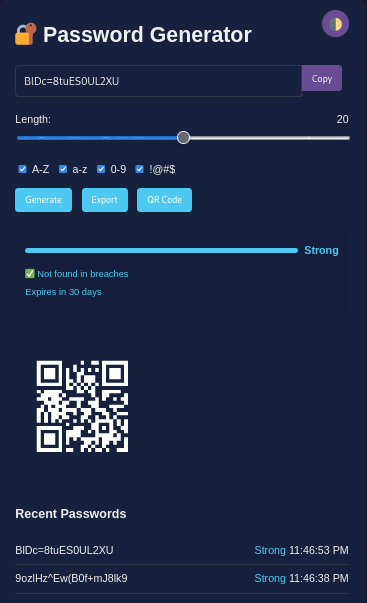 Password Generator
BlDc=8tuES0UL2XU
Copy
Length: 20
A-Z a-z 0-9 !@#$
Generate Export QR Code
Strong
Not found in breaches
Expires in 30 days
Recent Passwords
BlDc=8tuES0UL2XU Strong 11:46:53 PM
9ozlHz^Ew(B0f+mJ8lk9 Strong 11:46:38 PM